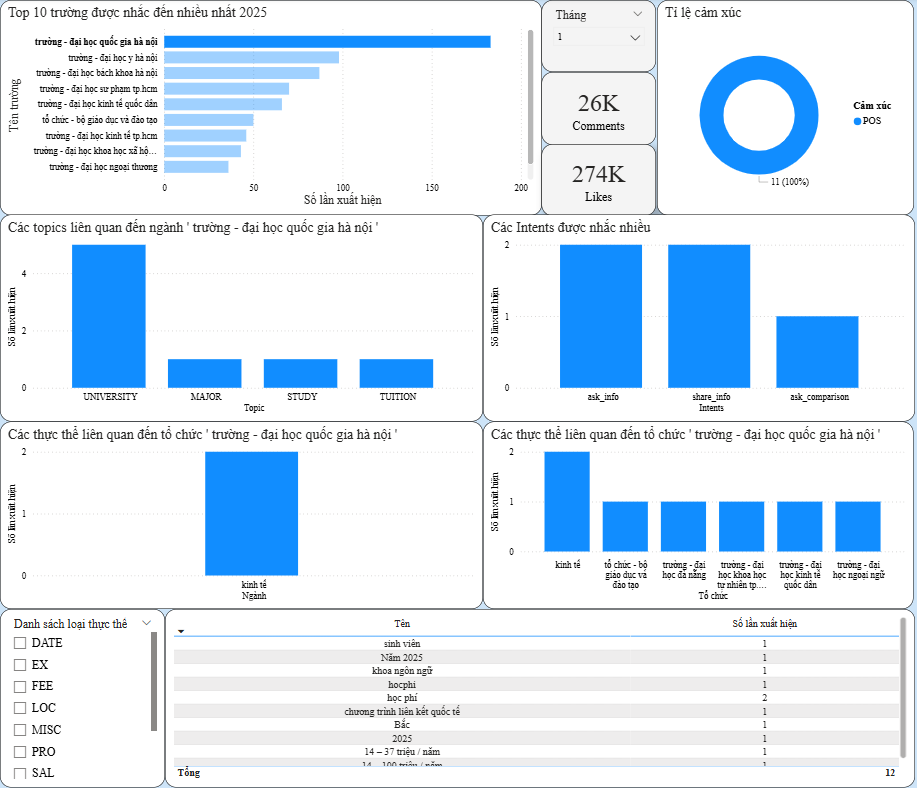 Top 10 trường được nhắc đến nhiều nhất 2025
Tên trường
trường - đại học quốc gia hà nội
trường - đại học y hà nội
trường - đại học bách khoa hà nội
trường - đại học sư phạm tp.hcm
trường - đại học kinh tế quốc dân
tổ chức - bộ giáo dục và đào tạo
trường - đại học kinh tế tp.hcm
trường - đại học khoa học xã hộ...
trường - đại học ngoại thương
0 50 100 150 200
Số lần xuất hiện
Tháng
1
26K
Comments
274K
Likes
Tỉ lệ cảm xúc
Cảm xúc
POS
11 (100%)
Các topics liên quan đến ngành ' trường - đại học quốc gia hà nội '
Số lần xuất hiện
4
2
0
UNIVERSITY MAJOR STUDY TUITION
Topic
Các Intents được nhắc nhiều
Số lần xuất hiện
2
1
0
ask_info share_info ask_comparison
Intents
Các thực thể liên quan đến tổ chức ' trường - đại học quốc gia hà nội '
Số lần xuất hiện
2
1
0
kinh tế
Ngành
Các thực thể liên quan đến tổ chức ' trường - đại học quốc gia hà nội '
Số lần xuất hiện
2
1
0
kinh tế
tổ chức - bộ
giáo dục và
đào tạo
trường - đại
học đà nẵng
trường - đại
học khoa học
tự nhiên tp....
trường - đại
học kinh tế
quốc dân
trường - đại
học ngoại ngữ
Tổ chức
Danh sách loại thực thể
DATE
EX
FEE
LOC
MISC
PRO
SAL
Tên Số lần xuất hiện
sinh viên 1
Năm 2025 1
khoa ngôn ngữ 1
hocphi 1
học phí 2
chương trình liên kết quốc tế 1
Bắc 1
2025 1
14 – 37 triệu / năm 1
14 – 100 triệu / năm 1
Tổng 12